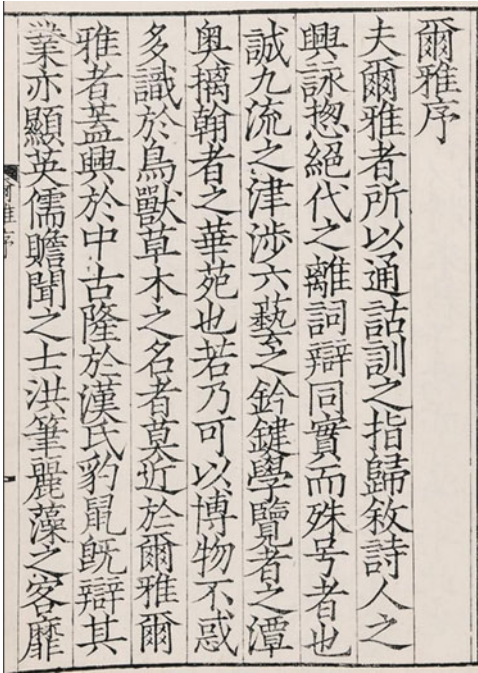 爾雅序
夫爾雅者所以通詁訓之指歸敘詩人之
興詠揔絕代之離詞辯同實而殊号者也
誠九流之津涉六藝之鈐鍵學覽者之潭
奥摛翰者之華苑也若乃可以博物不惑
多識於鳥獸草木之名者莫近於爾雅爾
雅者蓋興於中古隆於漢氏豹鼠既辯其
業亦顯英儒贍聞之士洪筆麗藻之客靡
爾雅序